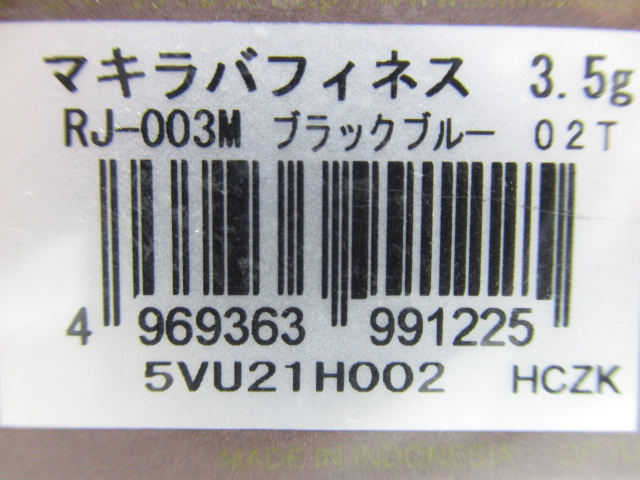 マキラバフィネス 3.5g
RJ-003M ブラックブルー 02T
4 969363 991225
5VU21H002 HCZK
MADE IN INDONESIA